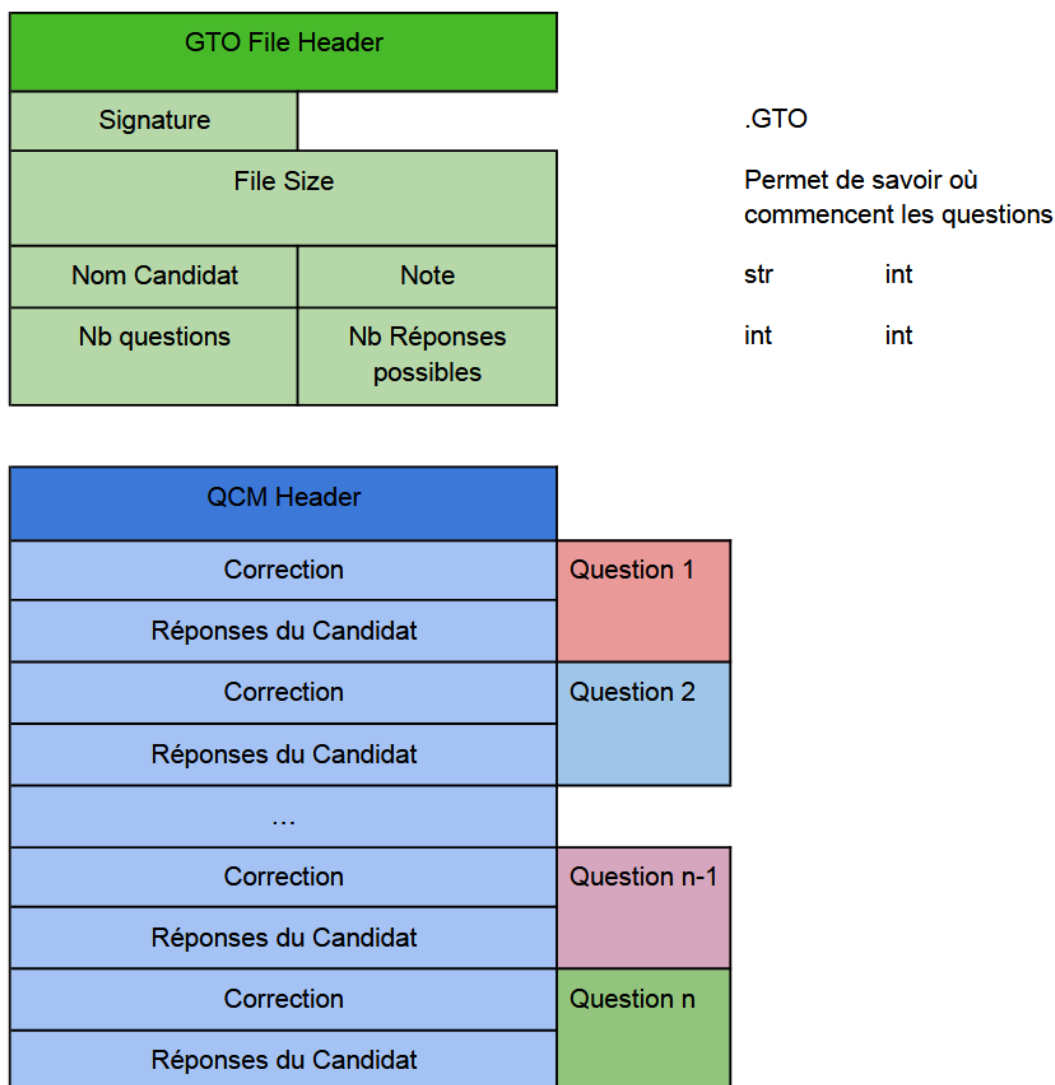 GTO File Header
Signature
.GTO
File Size
Permet de savoir où
commencent les questions
Nom Candidat
Note
str
int
Nb questions
Nb Réponses
possibles
int
int
QCM Header
Correction
Question 1
Réponses du Candidat
Correction
Question 2
Réponses du Candidat
…
Correction
Question n-1
Réponses du Candidat
Correction
Question n
Réponses du Candidat